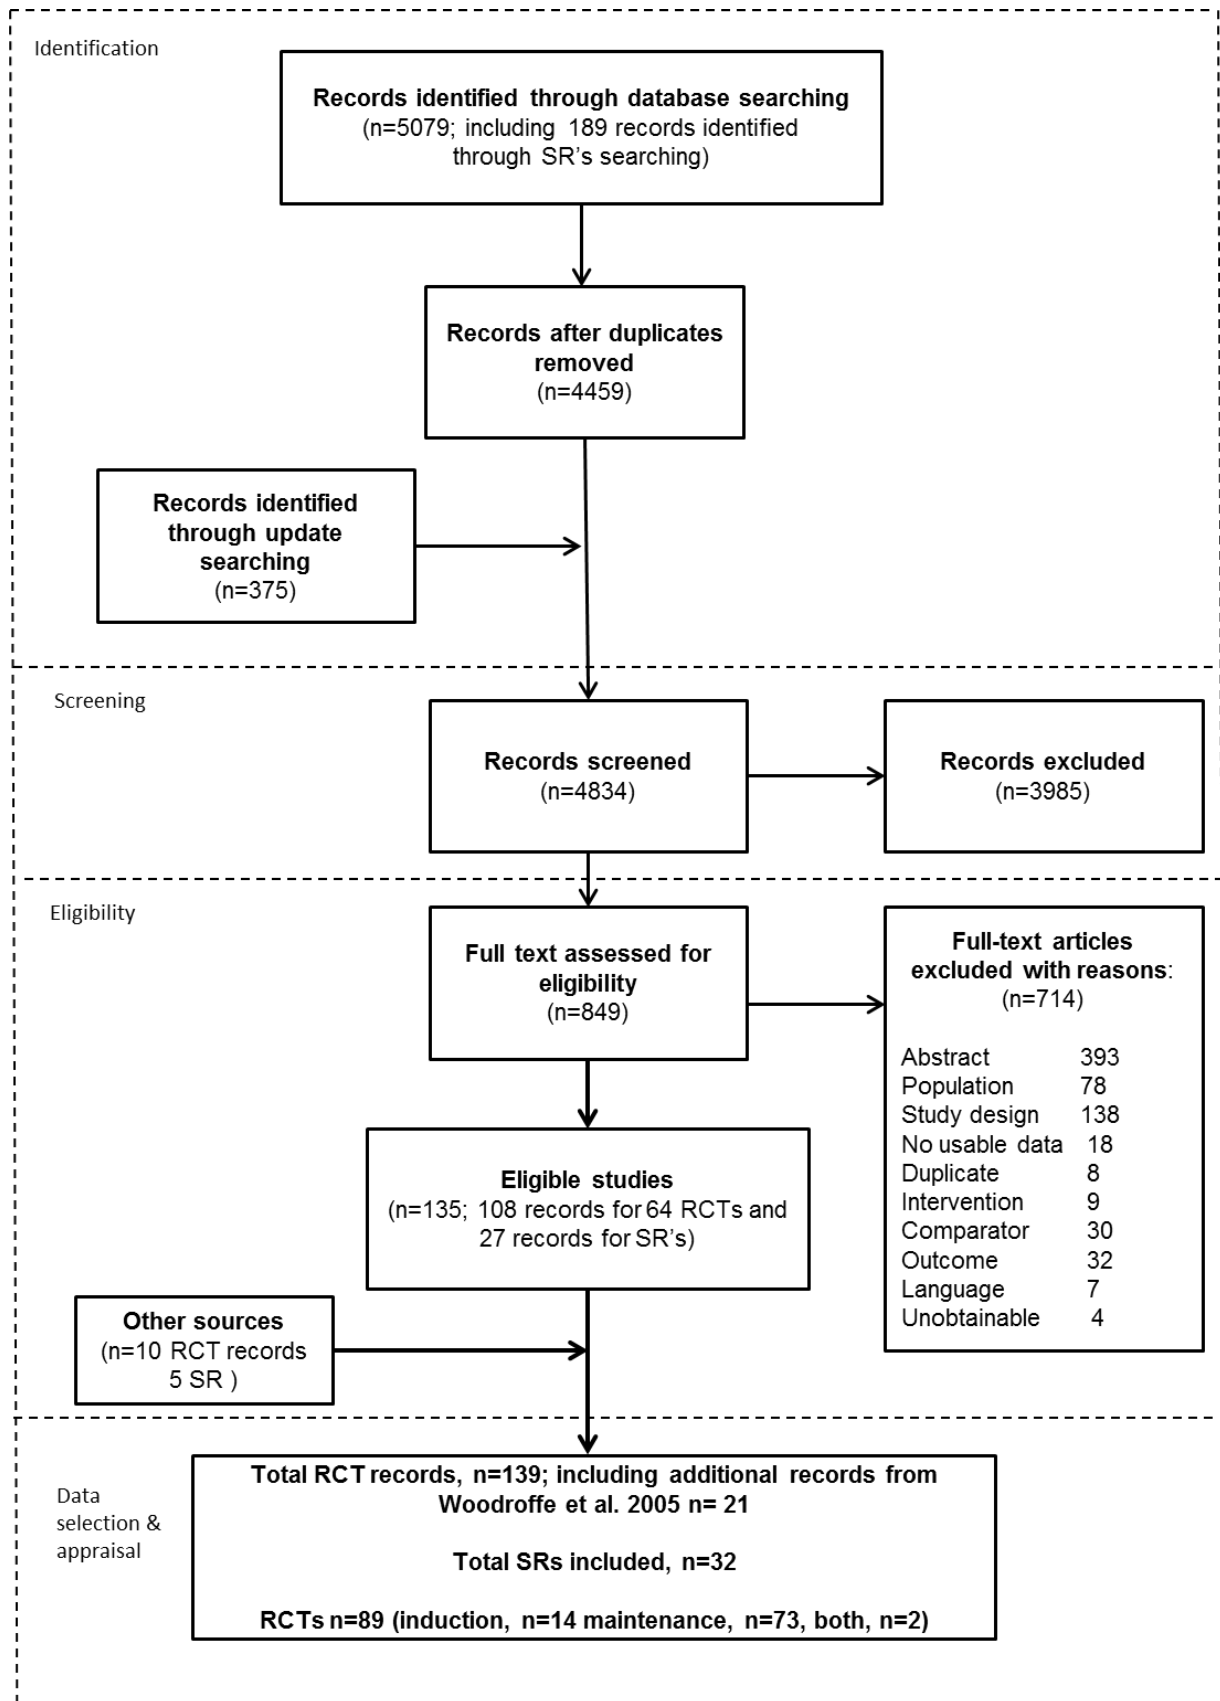 Identification
Records identified through database searching
(n=5079; including 189 records identified
through SR's searching)
Records after duplicates
removed
(n=4459)
Records identified
through update
searching
(n=375)
Screening
Records screened
(n=4834)
Records excluded
(n=3985)
Eligibility
Full text assessed for
eligibility
(n=849)
Full-text articles
excluded with reasons:
(n=714)
Abstract 393
Population 78
Study design 138
No usable data 18
Duplicate 8
Intervention 9
Comparator 30
Outcome 32
Language 7
Unobtainable 4
Eligible studies
(n=135; 108 records for 64 RCTs and
27 records for SR's)
Other sources
(n=10 RCT records
5 SR )
Data
selection &
appraisal
Total RCT records, n=139; including additional records from
Woodroffe et al. 2005 n= 21
Total SRs included, n=32
RCTs n=89 (induction, n=14 maintenance, n=73, both, n=2)